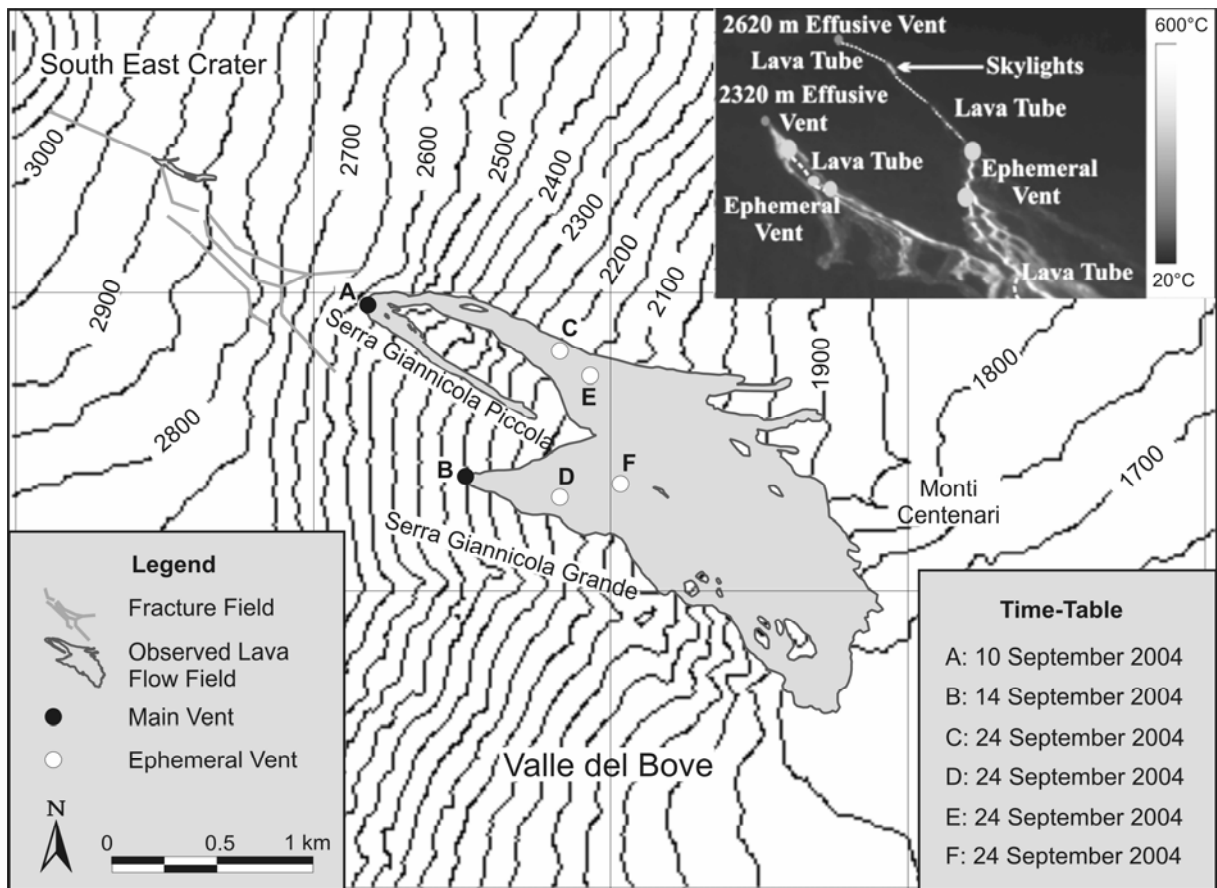 South East Crater
3000
2900
2800
2700
2600
2500
2400
2300
2200
2100
1900
1800
1700
A
B
C
D
E
F
Serra Giannicola Piccola
Serra Giannicola Grande
Monti
Centenari
Valle del Bove
2620 m Effusive Vent
Lava Tube
Skylights
2320 m Effusive
Vent
Lava Tube
Lava Tube
Ephemeral
Vent
Ephemeral
Vent
Lava Tube
600°C
20°C
Legend
Fracture Field
Observed Lava
Flow Field
Main Vent
Ephemeral Vent
N
0 0.5 1 km
Time-Table
A: 10 September 2004
B: 14 September 2004
C: 24 September 2004
D: 24 September 2004
E: 24 September 2004
F: 24 September 2004